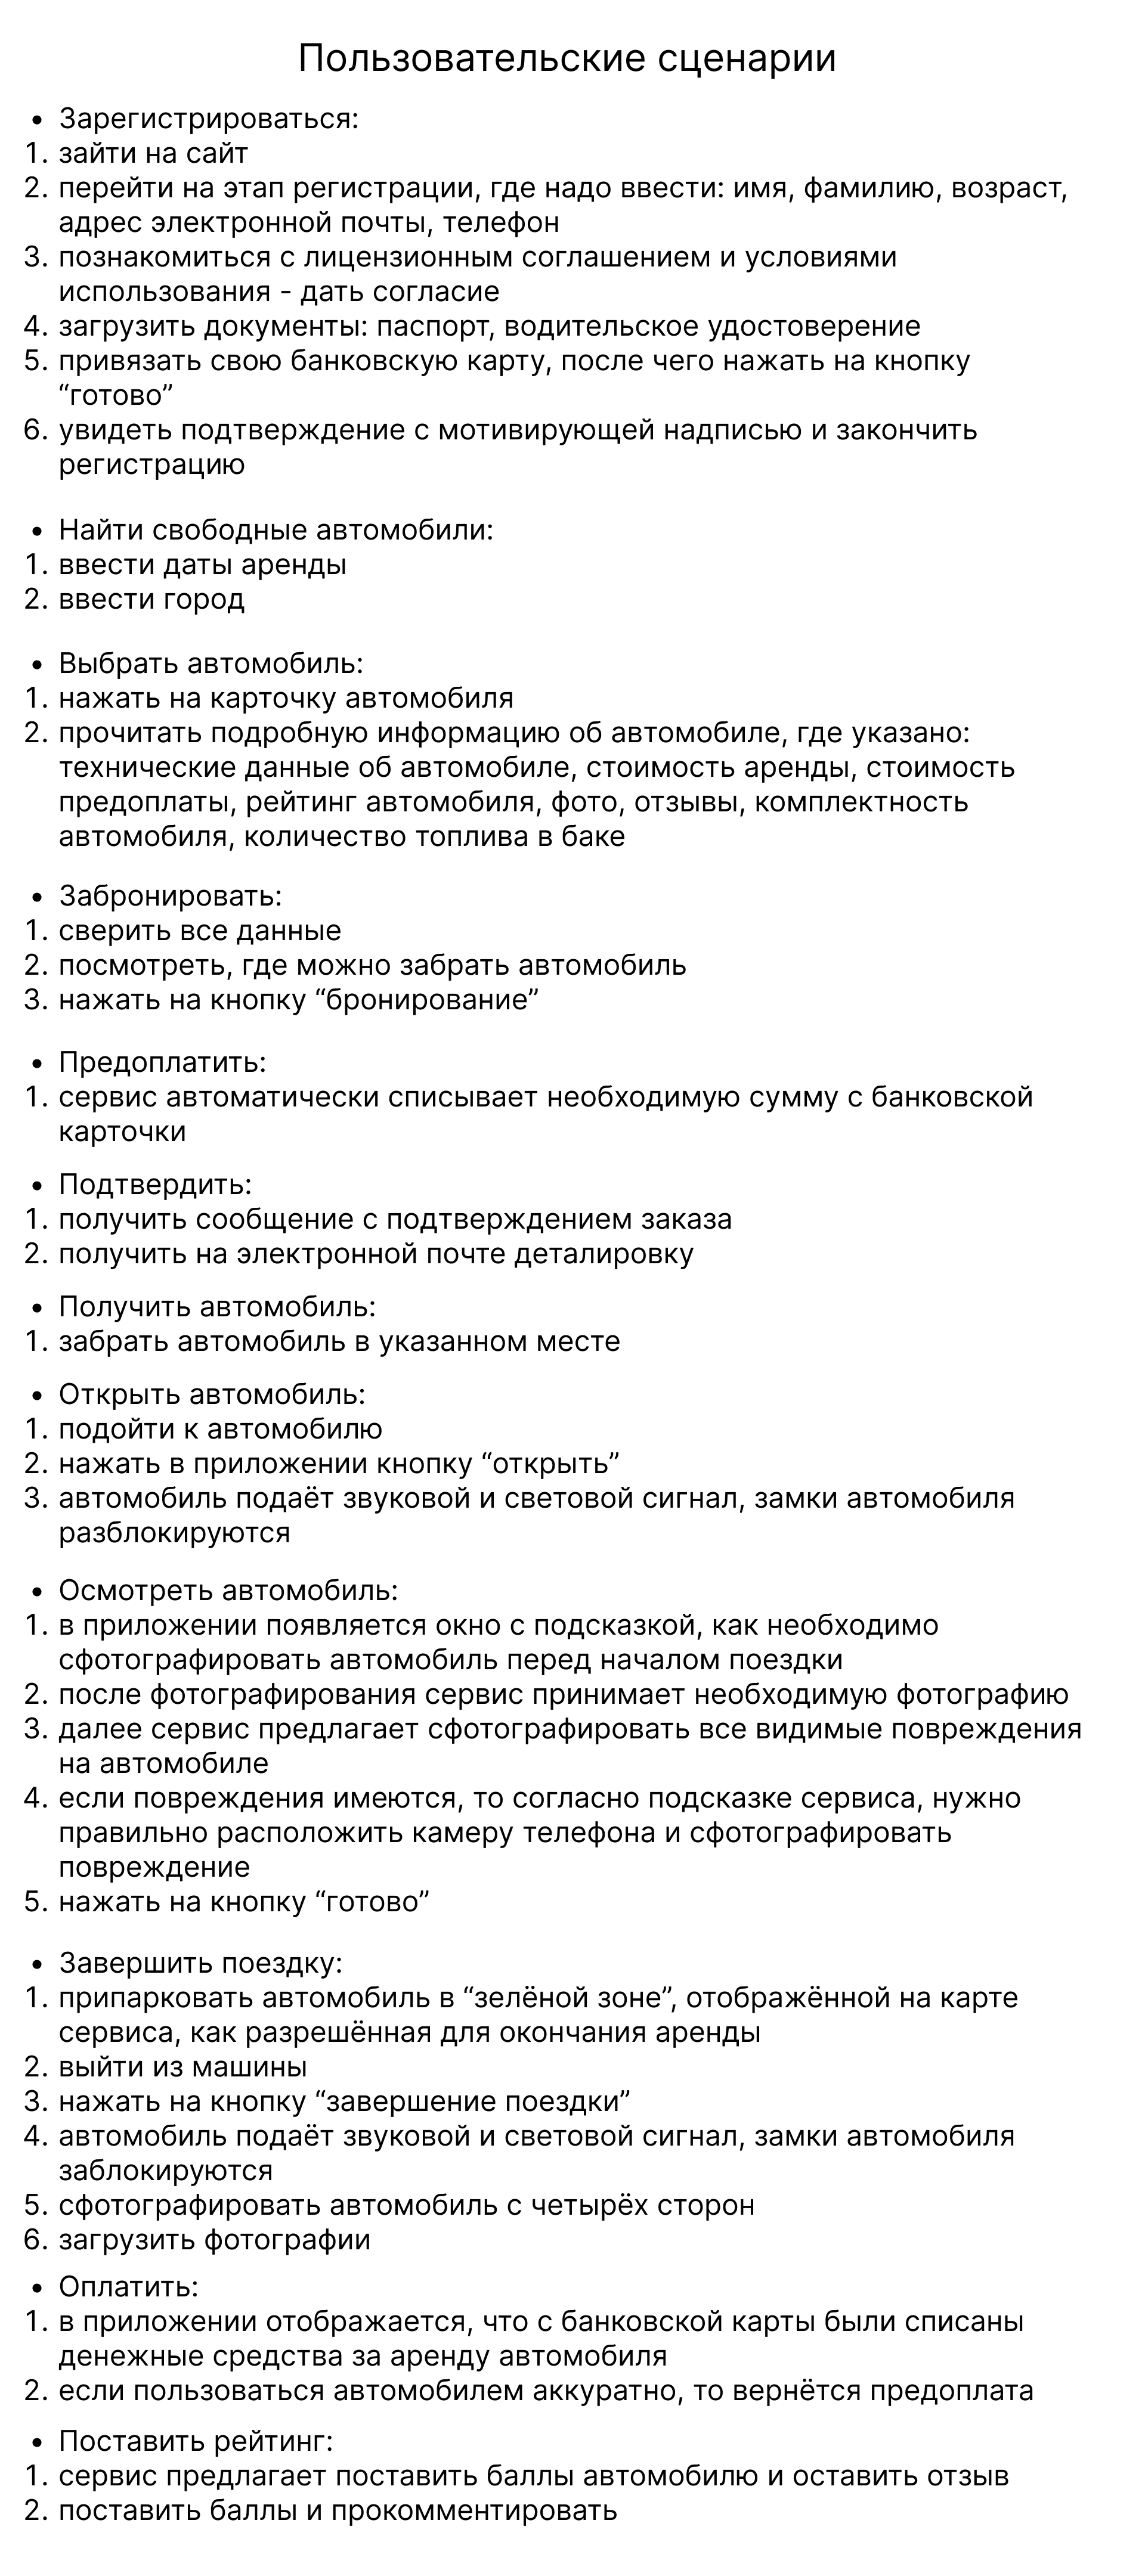 Пользовательские сценарии
• Зарегистрироваться:
1. зайти на сайт
2. перейти на этап регистрации, где надо ввести: имя, фамилию, возраст,
адрес электронной почты, телефон
3. познакомиться с лицензионным соглашением и условиями
использования - дать согласие
4. загрузить документы: паспорт, водительское удостоверение
5. привязать свою банковскую карту, после чего нажать на кнопку
“готово”
6. увидеть подтверждение с мотивирующей надписью и закончить
регистрацию
• Найти свободные автомобили:
1. ввести даты аренды
2. ввести город
• Выбрать автомобиль:
1. нажать на карточку автомобиля
2. прочитать подробную информацию об автомобиле, где указано:
технические данные об автомобиле, стоимость аренды, стоимость
предоплаты, рейтинг автомобиля, фото, отзывы, комплектность
автомобиля, количество топлива в баке
• Забронировать:
1. сверить все данные
2. посмотреть, где можно забрать автомобиль
3. нажать на кнопку “бронирование”
• Предоплатить:
1. сервис автоматически списывает необходимую сумму с банковской
карточки
• Подтвердить:
1. получить сообщение с подтверждением заказа
2. получить на электронной почте деталировку
• Получить автомобиль:
1. забрать автомобиль в указанном месте
• Открыть автомобиль:
1. подойти к автомобилю
2. нажать в приложении кнопку “открыть”
3. автомобиль подаёт звуковой и световой сигнал, замки автомобиля
разблокируются
• Осмотреть автомобиль:
1. в приложении появляется окно с подсказкой, как необходимо
сфотографировать автомобиль перед началом поездки
2. после фотографирования сервис принимает необходимую фотографию
3. далее сервис предлагает сфотографировать все видимые повреждения
на автомобиле
4. если повреждения имеются, то согласно подсказке сервиса, нужно
правильно расположить камеру телефона и сфотографировать
повреждение
5. нажать на кнопку “готово”
• Завершить поездку:
1. припарковать автомобиль в “зелёной зоне”, отображённой на карте
сервиса, как разрешённая для окончания аренды
2. выйти из машины
3. нажать на кнопку “завершение поездки”
4. автомобиль подаёт звуковой и световой сигнал, замки автомобиля
заблокируются
5. сфотографировать автомобиль с четырёх сторон
6. загрузить фотографии
• Оплатить:
1. в приложении отображается, что с банковской карты были списаны
денежные средства за аренду автомобиля
2. если пользоваться автомобилем аккуратно, то вернётся предоплата
• Поставить рейтинг:
1. сервис предлагает поставить баллы автомобилю и оставить отзыв
2. поставить баллы и прокомментировать